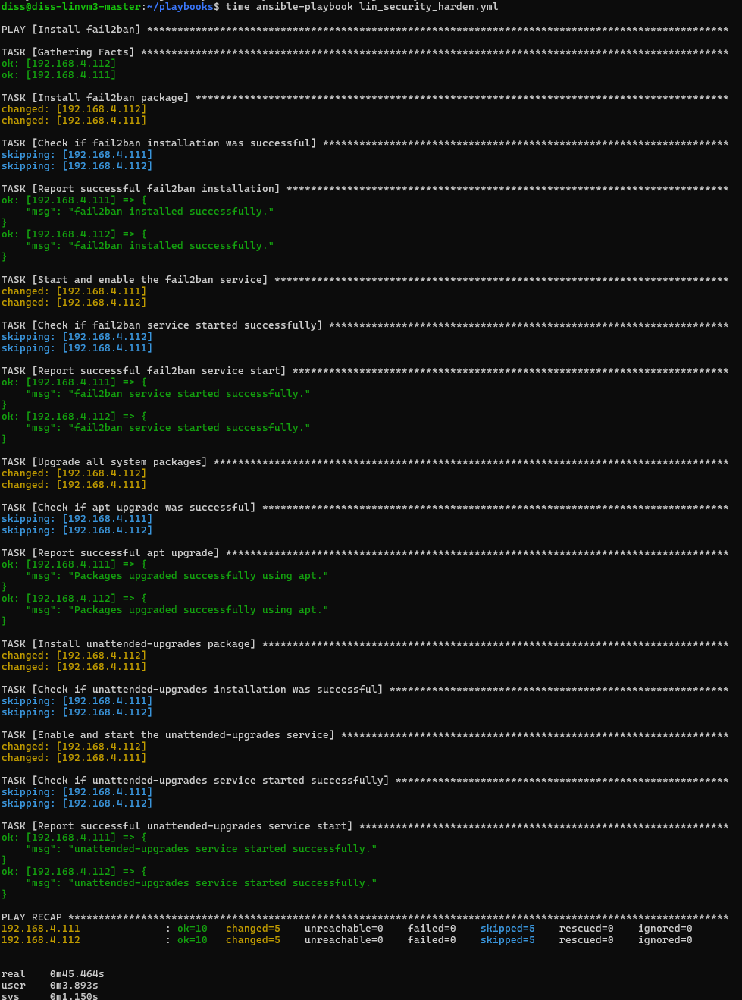 diss@diss-linvm3-master:~/playbooks$ time ansible-playbook lin_security_harden.yml
PLAY [Install fail2ban] ************************************************************************************************
TASK [Gathering Facts] *************************************************************************************************
ok: [192.168.4.112]
ok: [192.168.4.111]
TASK [Install fail2ban package] ****************************************************************************************
changed: [192.168.4.112]
changed: [192.168.4.111]
TASK [Check if fail2ban installation was successful] *******************************************************************
skipping: [192.168.4.111]
skipping: [192.168.4.112]
TASK [Report successful fail2ban installation] *************************************************************************
ok: [192.168.4.111] => {
    "msg": "fail2ban installed successfully."
}
ok: [192.168.4.112] => {
    "msg": "fail2ban installed successfully."
}
TASK [Start and enable the fail2ban service] ***************************************************************************
changed: [192.168.4.111]
changed: [192.168.4.112]
TASK [Check if fail2ban service started successfully] ******************************************************************
skipping: [192.168.4.112]
skipping: [192.168.4.111]
TASK [Report successful fail2ban service start] ************************************************************************
ok: [192.168.4.111] => {
    "msg": "fail2ban service started successfully."
}
ok: [192.168.4.112] => {
    "msg": "fail2ban service started successfully."
}
TASK [Upgrade all system packages] *************************************************************************************
changed: [192.168.4.112]
changed: [192.168.4.111]
TASK [Check if apt upgrade was successful] *****************************************************************************
skipping: [192.168.4.111]
skipping: [192.168.4.112]
TASK [Report successful apt upgrade] ***********************************************************************************
ok: [192.168.4.111] => {
    "msg": "Packages upgraded successfully using apt."
}
ok: [192.168.4.112] => {
    "msg": "Packages upgraded successfully using apt."
}
TASK [Install unattended-upgrades package] *****************************************************************************
changed: [192.168.4.112]
changed: [192.168.4.111]
TASK [Check if unattended-upgrades installation was successful] ********************************************************
skipping: [192.168.4.111]
skipping: [192.168.4.112]
TASK [Enable and start the unattended-upgrades service] ****************************************************************
changed: [192.168.4.112]
changed: [192.168.4.111]
TASK [Check if unattended-upgrades service started successfully] *******************************************************
skipping: [192.168.4.111]
skipping: [192.168.4.112]
TASK [Report successful unattended-upgrades service start] *************************************************************
ok: [192.168.4.111] => {
    "msg": "unattended-upgrades service started successfully."
}
ok: [192.168.4.112] => {
    "msg": "unattended-upgrades service started successfully."
}
PLAY RECAP *************************************************************************************************************
192.168.4.111              : ok=10   changed=5    unreachable=0    failed=0    skipped=5    rescued=0    ignored=0
192.168.4.112              : ok=10   changed=5    unreachable=0    failed=0    skipped=5    rescued=0    ignored=0
real    0m45.464s
user    0m3.893s
sys     0m1.150s